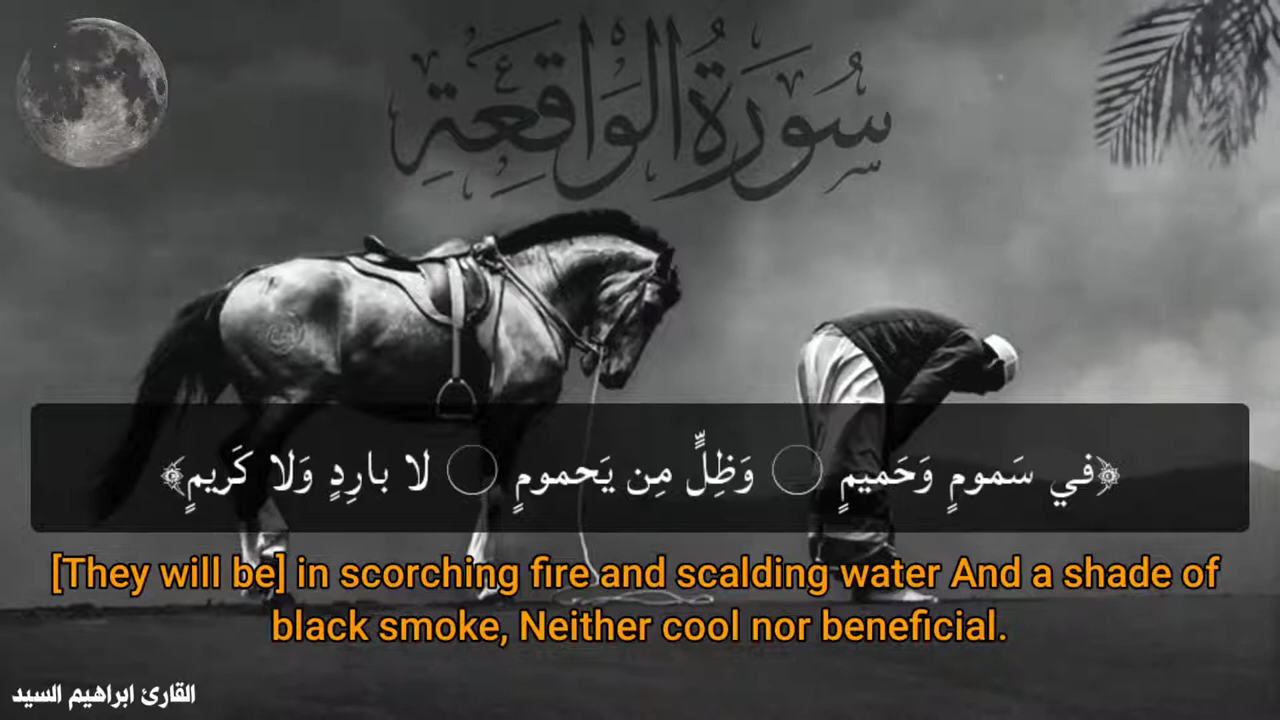 سُورَةُ الوَاقِعَةِ
﴿في سَمومٍ وَحَميمٍ ۝ وَظِلٍّ مِن يَحمومٍ ۝ لا بارِدٍ وَلا كَريمٍ﴾
[They will be] in scorching fire and scalding water And a shade of
black smoke, Neither cool nor beneficial.
القارئ ابراهيم السيد